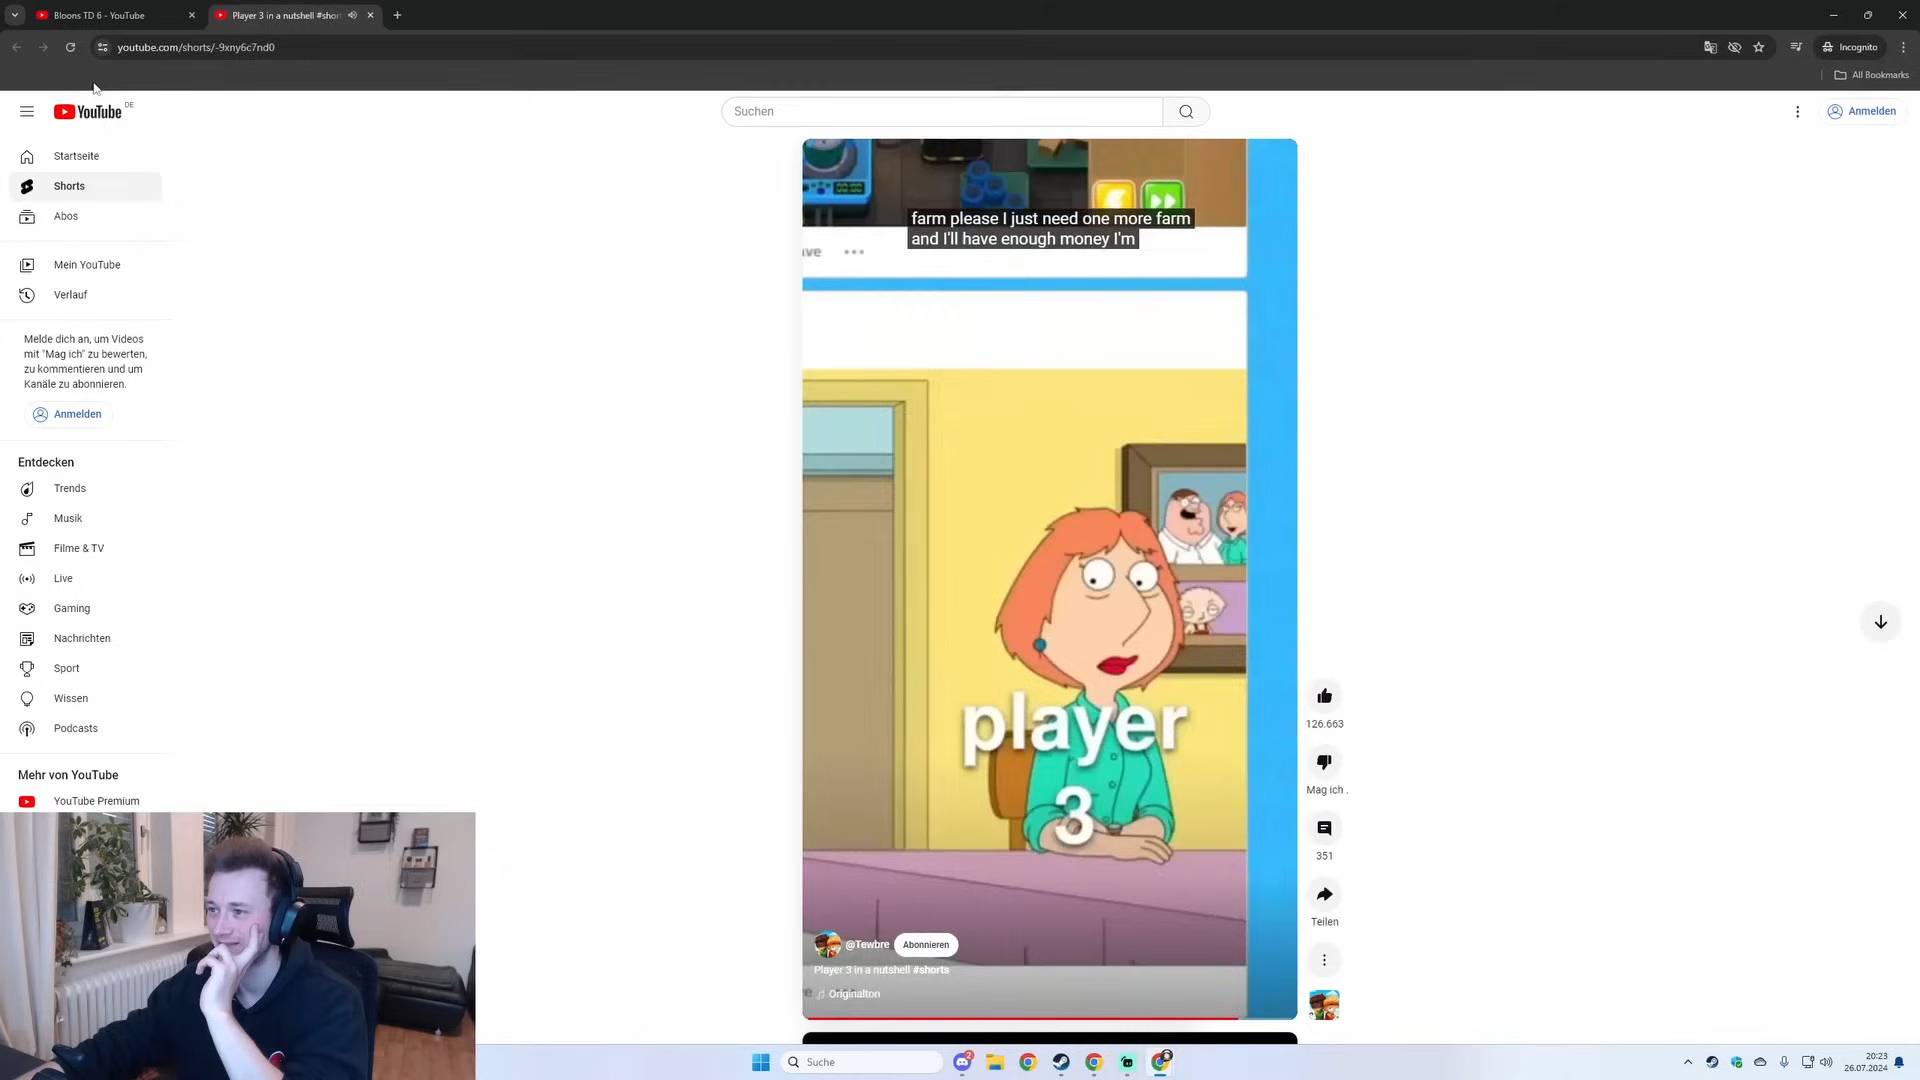 Bloons TD 6 - YouTube
Player 3 in a nutshell #shor
youtube.com/shorts/-9xny6c7nd0
Incognito
All Bookmarks
YouTube DE
Suchen
Anmelden
Startseite
Shorts
Abos
Mein YouTube
Verlauf
Melde dich an, um Videos
mit "Mag ich" zu bewerten,
zu kommentieren und um
Kanäle zu abonnieren.
Anmelden
Entdecken
Trends
Musik
Filme & TV
Live
Gaming
Nachrichten
Sport
Wissen
Podcasts
Mehr von YouTube
YouTube Premium
00:00
farm please I just need one more farm
and I'll have enough money I'm
ave
player
3
@Tewbre
Abonnieren
Player 3 in a nutshell #shorts
Originalton
126.663
Mag ich .
351
Teilen
Suche
2
20:23
26.07.2024